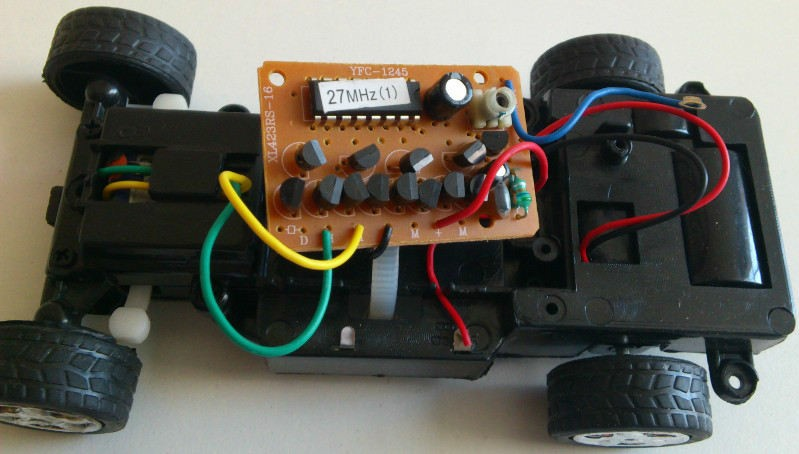 YFC-1245
XL423RS-16
27MHz(1)
D
M + M